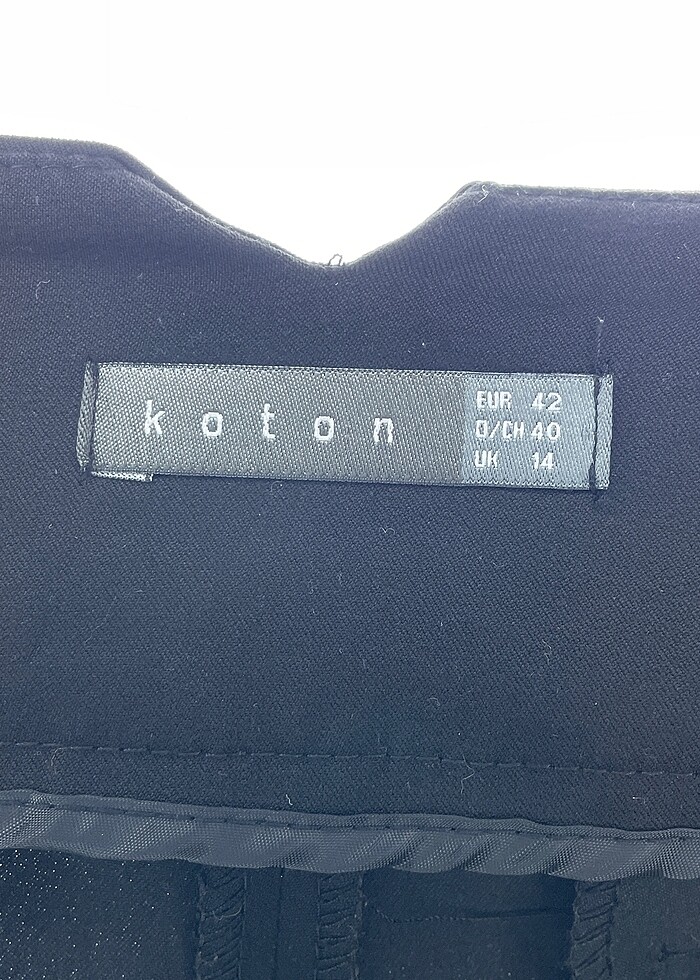 koton
EUR 42
D/CH 40
UK 14